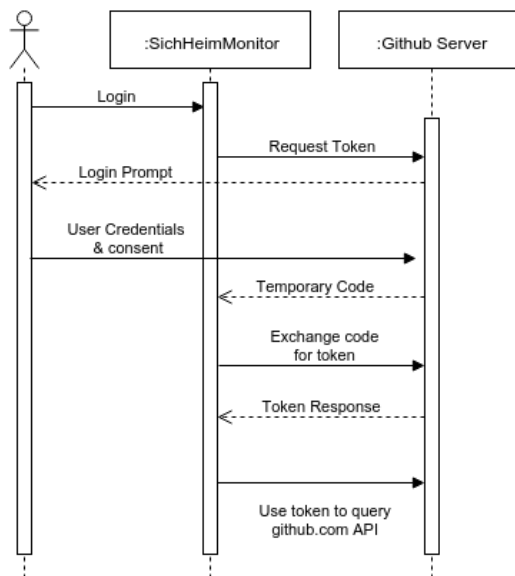 :SichHeimMonitor
:Github Server
Login
Request Token
Login Prompt
User Credentials
& consent
Temporary Code
Exchange code
for token
Token Response
Use token to query
github.com API